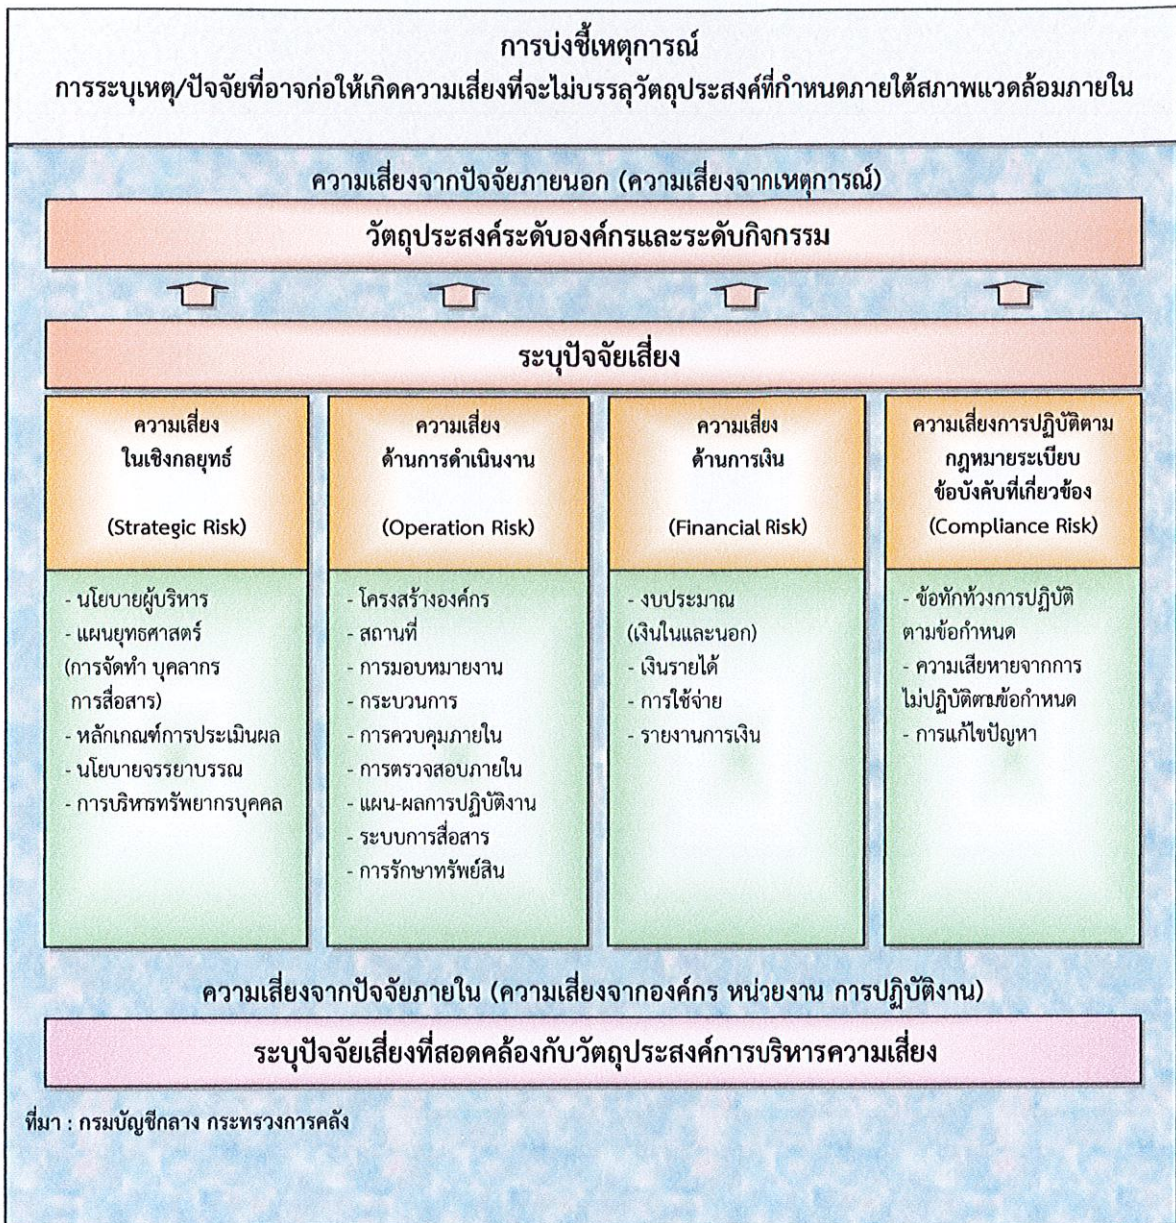 การบ่งชี้เหตุการณ์
การระบุเหตุ/ปัจจัยที่อาจก่อให้เกิดความเสี่ยงที่จะไม่บรรลุวัตถุประสงค์ที่กำหนดภายใต้สภาพแวดล้อมภายใน
ความเสี่ยงจากปัจจัยภายนอก (ความเสี่ยงจากเหตุการณ์)
วัตถุประสงค์ระดับองค์กรและระดับกิจกรรม
ระบุปัจจัยเสี่ยง
ความเสี่ยง
ในเชิงกลยุทธ์
(Strategic Risk)
- นโยบายผู้บริหาร
- แผนยุทธศาสตร์
(การจัดทำ บุคลากร
การสื่อสาร)
- หลักเกณฑ์การประเมินผล
- นโยบายจรรยาบรรณ
- การบริหารทรัพยากรบุคคล
ความเสี่ยง
ด้านการดำเนินงาน
(Operation Risk)
- โครงสร้างองค์กร
- สถานที่
- การมอบหมายงาน
- กระบวนการ
- การควบคุมภายใน
- การตรวจสอบภายใน
- แผน-ผลการปฏิบัติงาน
- ระบบการสื่อสาร
- การรักษาทรัพย์สิน
ความเสี่ยง
ด้านการเงิน
(Financial Risk)
- งบประมาณ
(เงินในและนอก)
- เงินรายได้
- การใช้จ่าย
- รายงานการเงิน
ความเสี่ยงการปฏิบัติตาม
กฎหมายระเบียบ
ข้อบังคับที่เกี่ยวข้อง
(Compliance Risk)
- ข้อทักท้วงการปฏิบัติ
ตามข้อกำหนด
- ความเสียหายจากการ
ไม่ปฏิบัติตามข้อกำหนด
- การแก้ไขปัญหา
ความเสี่ยงจากปัจจัยภายใน (ความเสี่ยงจากองค์กร หน่วยงาน การปฏิบัติงาน)
ระบุปัจจัยเสี่ยงที่สอดคล้องกับวัตถุประสงค์การบริหารความเสี่ยง
ที่มา : กรมบัญชีกลาง กระทรวงการคลัง